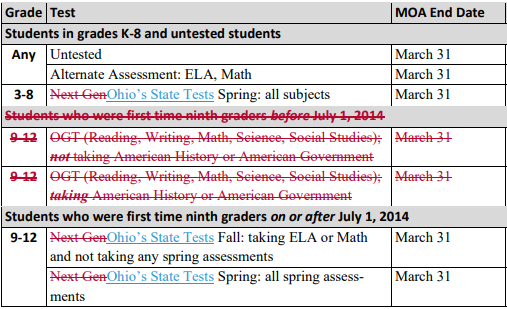 Grade Test MOA End Date
Students in grades K-8 and untested students
Any Untested March 31
Alternate Assessment: ELA, Math March 31
3-8 Next GenOhio's State Tests Spring: all subjects March 31
Students who were first time ninth graders before July 1, 2014
9-12 OGT (Reading, Writing, Math, Science, Social Studies); March 31
not taking American History or American Government
9-12 OGT (Reading, Writing, Math, Science, Social Studies); March 31
taking American History or American Government
Students who were first time ninth graders on or after July 1, 2014
9-12 Next GenOhio's State Tests Fall: taking ELA or Math March 31
and not taking any spring assessments
Next GenOhio's State Tests Spring: all spring assess- March 31
ments